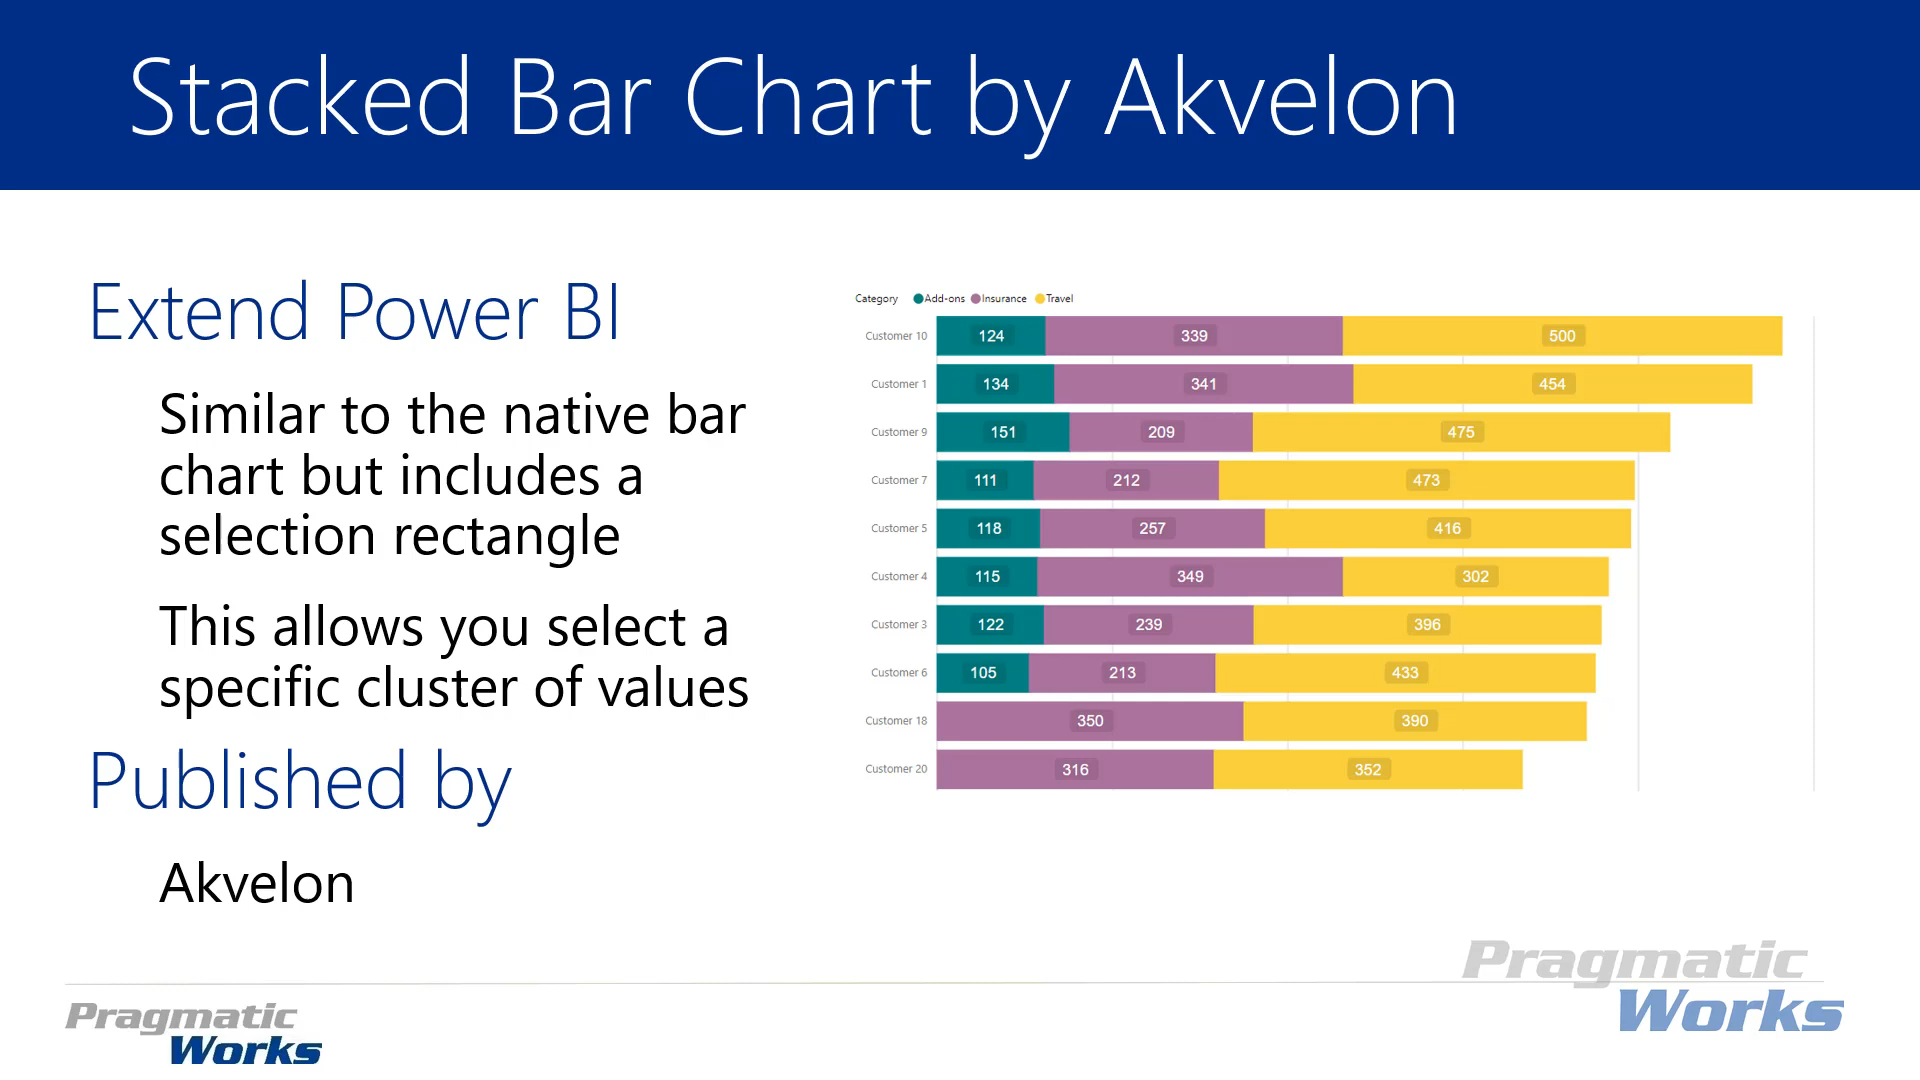 Stacked Bar Chart by Akvelon
Extend Power BI
Similar to the native bar
chart but includes a
selection rectangle
This allows you select a
specific cluster of values
Published by
Akvelon
Category Add-ons Insurance Travel
Customer 10 124 339 500
Customer 1 134 341 454
Customer 9 151 209 475
Customer 7 111 212 473
Customer 5 118 257 416
Customer 4 115 349 302
Customer 3 122 239 396
Customer 6 105 213 433
Customer 18 350 390
Customer 20 316 352
Pragmatic
Works
Pragmatic
Works